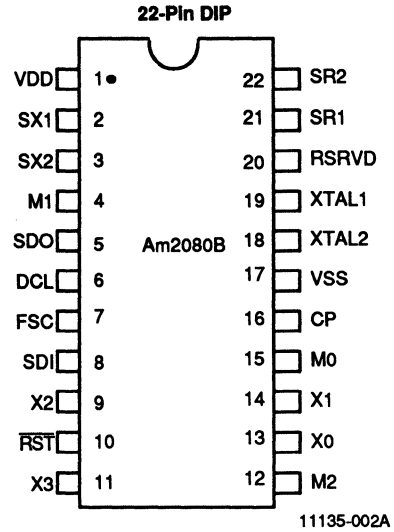 22-Pin DIP
VDD 1 22 SR2
SX1 2 21 SR1
SX2 3 20 RSRVD
M1 4 19 XTAL1
SDO 5 Am2080B 18 XTAL2
DCL 6 17 VSS
FSC 7 16 CP
SDI 8 15 M0
X2 9 14 X1
RST 10 13 X0
X3 11 12 M2
11135-002A